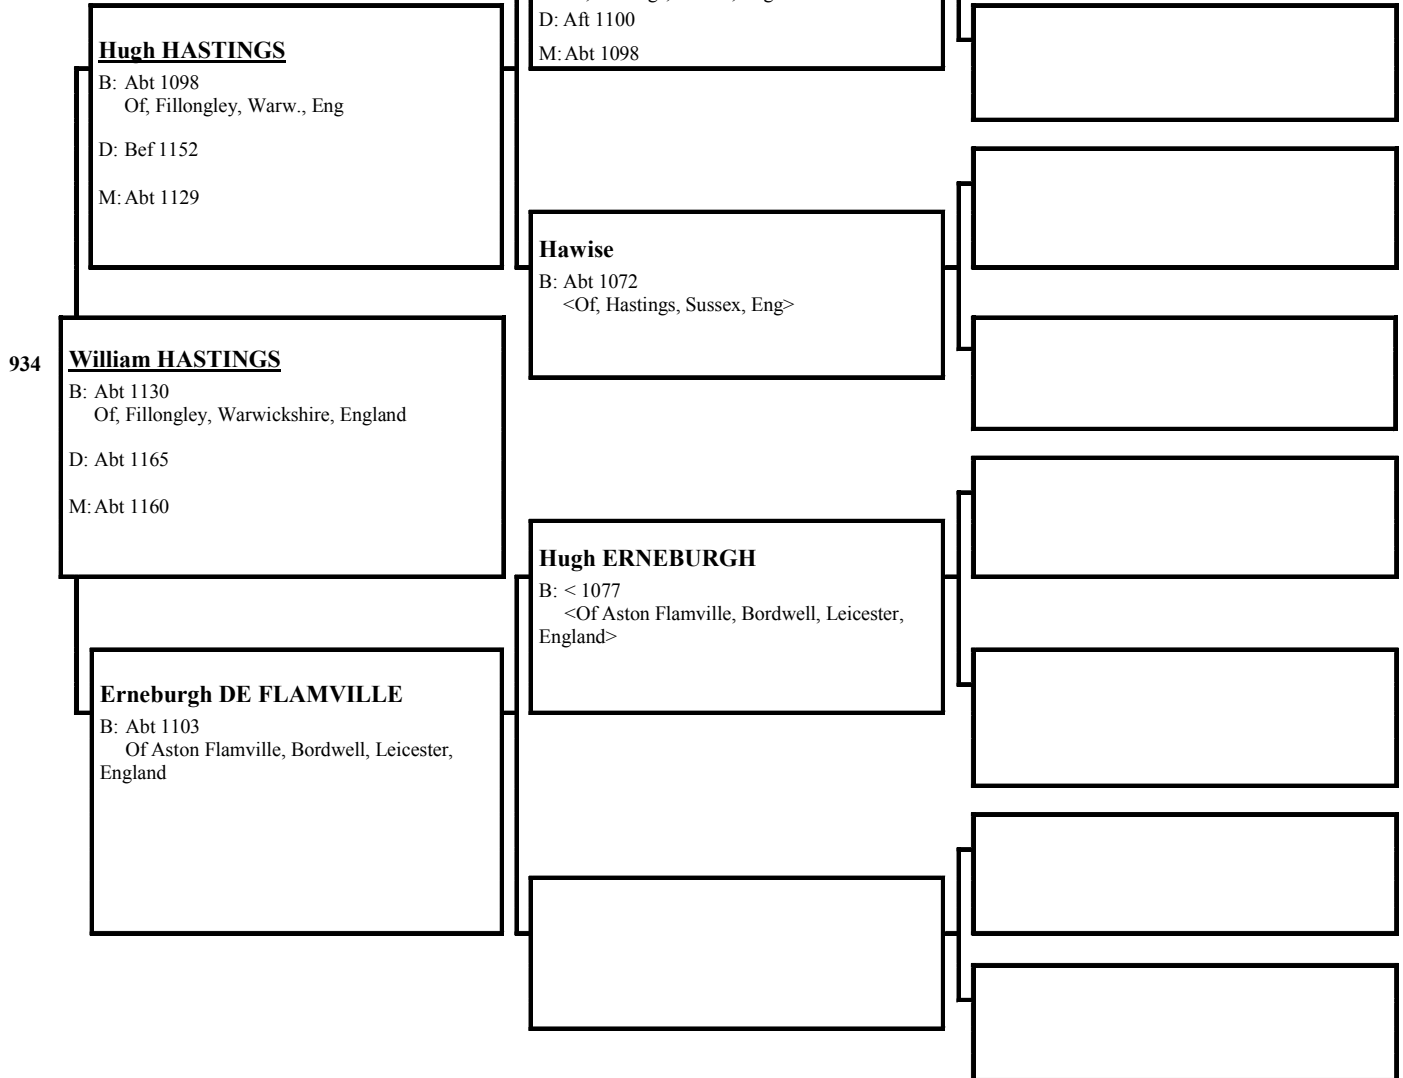 D: Aft 1100
M: Abt 1098
Hugh HASTINGS
B: Abt 1098
Of, Fillongley, Warw., Eng
D: Bef 1152
M: Abt 1129
Hawise
B: Abt 1072
<Of, Hastings, Sussex, Eng>
934
William HASTINGS
B: Abt 1130
Of, Fillongley, Warwickshire, England
D: Abt 1165
M: Abt 1160
Hugh ERNEBURGH
B: < 1077
<Of Aston Flamville, Bordwell, Leicester,
England>
Erneburgh DE FLAMVILLE
B: Abt 1103
Of Aston Flamville, Bordwell, Leicester,
England